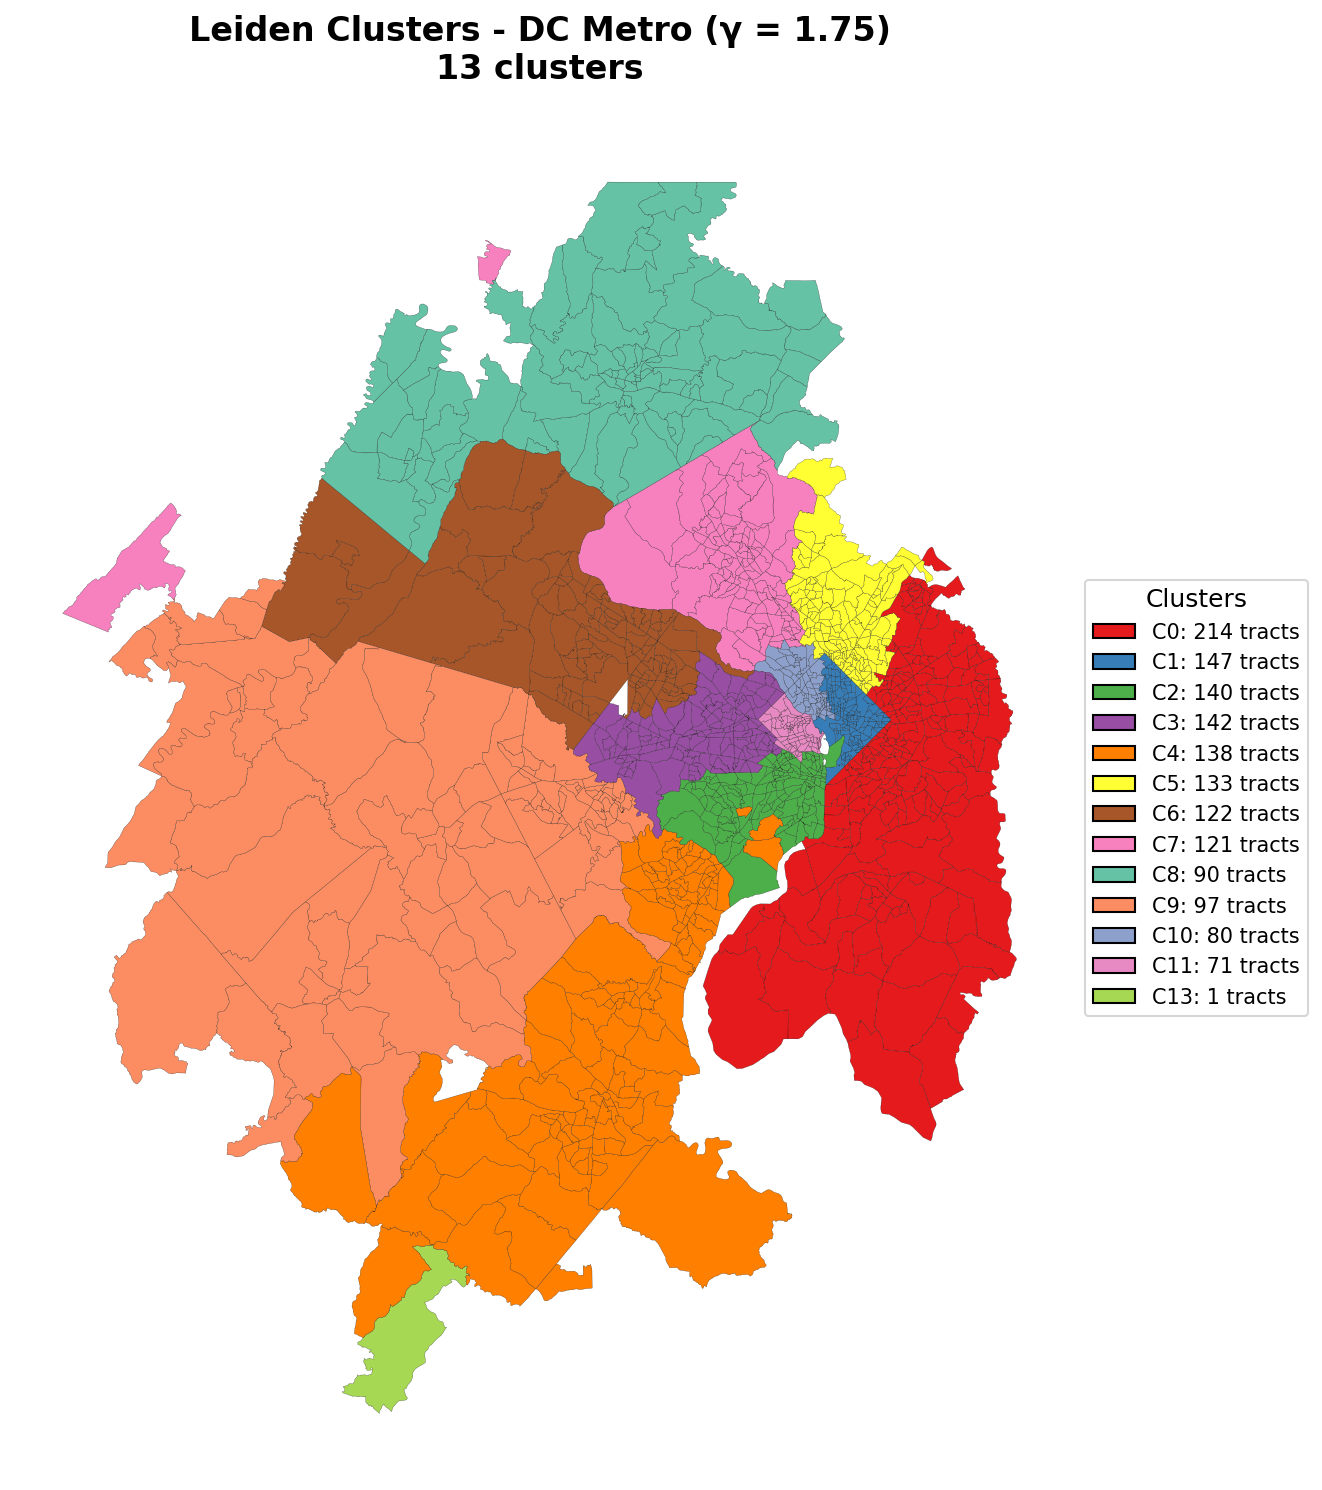 Leiden Clusters - DC Metro (γ = 1.75)
13 clusters
Clusters
C0: 214 tracts
C1: 147 tracts
C2: 140 tracts
C3: 142 tracts
C4: 138 tracts
C5: 133 tracts
C6: 122 tracts
C7: 121 tracts
C8: 90 tracts
C9: 97 tracts
C10: 80 tracts
C11: 71 tracts
C13: 1 tracts